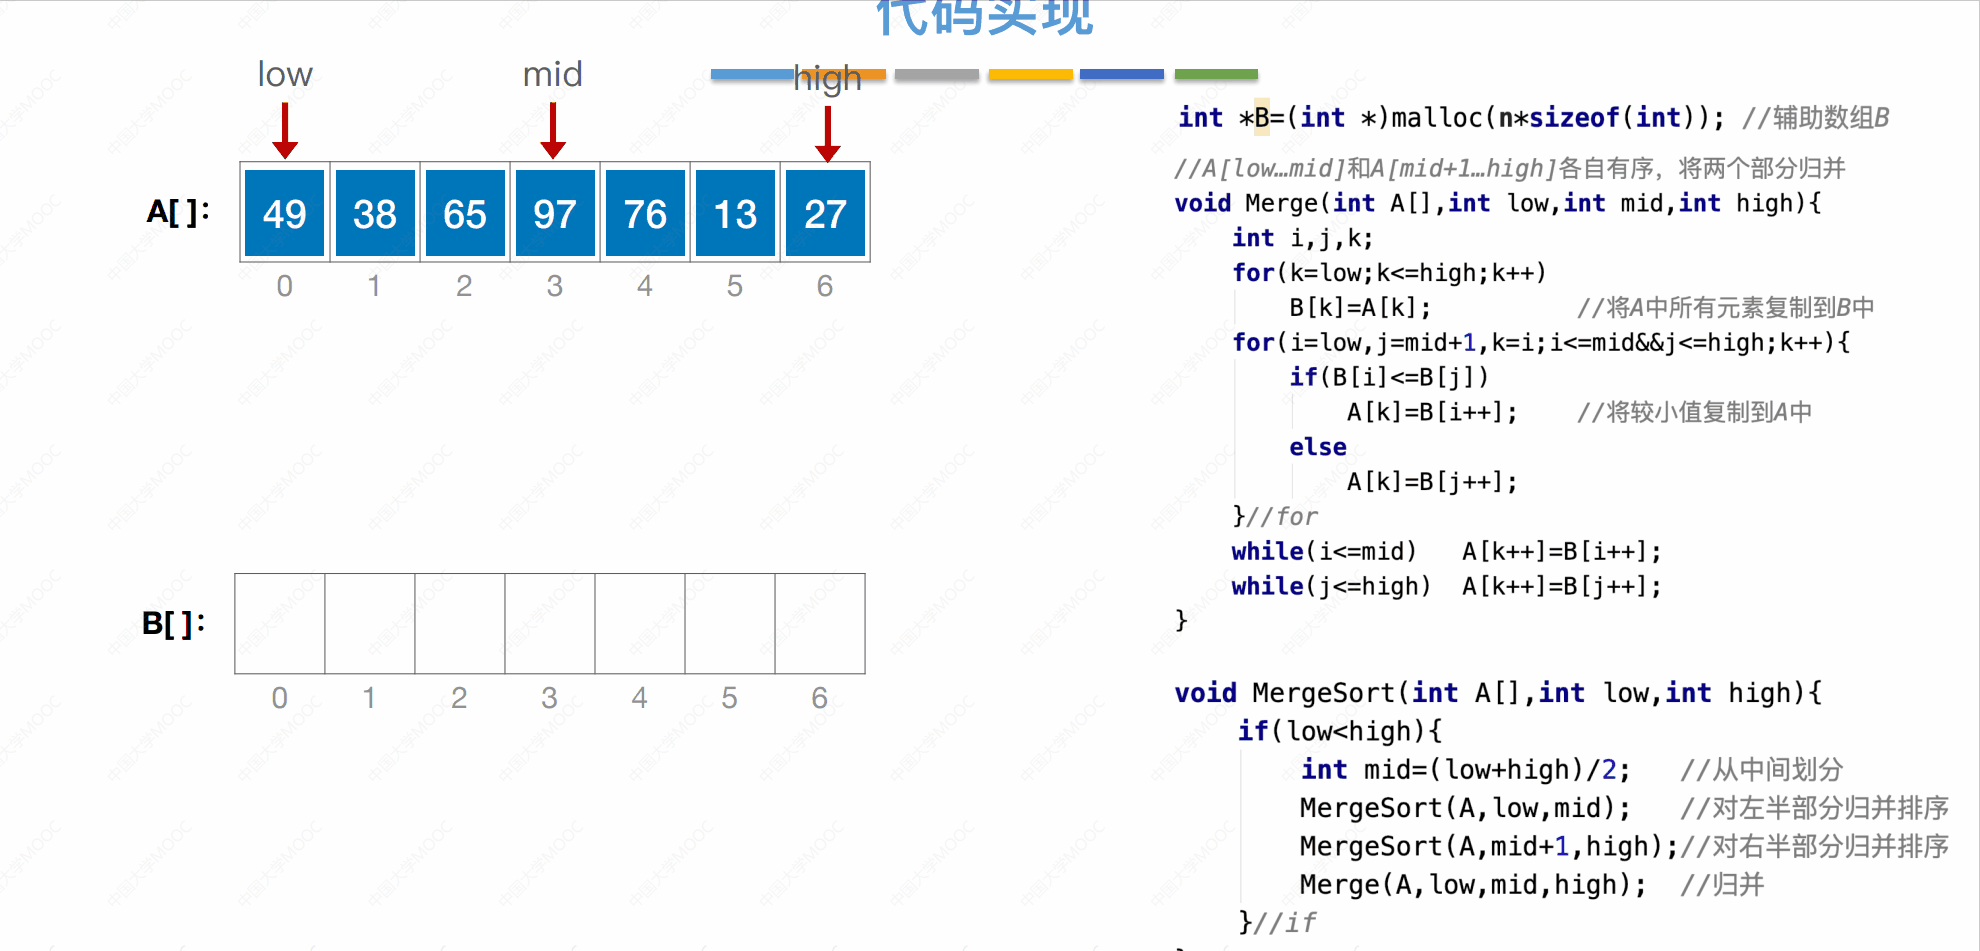 代码实现
low mid high
A[ ]:
49 38 65 97 76 13 27
0 1 2 3 4 5 6
B[ ]:
0 1 2 3 4 5 6
int *B=(int *)malloc(n*sizeof(int)); //辅助数组B
//A[low…mid]和A[mid+1…high]各自有序，将两个部分归并
void Merge(int A[],int low,int mid,int high){
int i,j,k;
for(k=low;k<=high;k++)
B[k]=A[k]; //将A中所有元素复制到B中
for(i=low,j=mid+1,k=i;i<=mid&&j<=high;k++){
if(B[i]<=B[j])
A[k]=B[i++]; //将较小值复制到A中
else
A[k]=B[j++];
}//for
while(i<=mid) A[k++]=B[i++];
while(j<=high) A[k++]=B[j++];
}
void MergeSort(int A[],int low,int high){
if(low<high){
int mid=(low+high)/2; //从中间划分
MergeSort(A,low,mid); //对左半部分归并排序
MergeSort(A,mid+1,high);//对右半部分归并排序
Merge(A,low,mid,high); //归并
}//if
中国大学MOOC